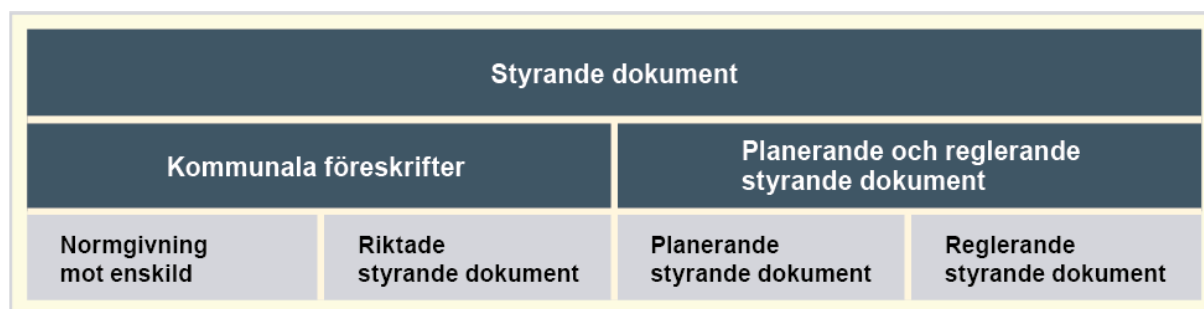 Styrande dokument
Kommunala föreskrifter
Planerande och reglerande
styrande dokument
Normgivning
mot enskild
Riktade
styrande dokument
Planerande
styrande dokument
Reglerande
styrande dokument